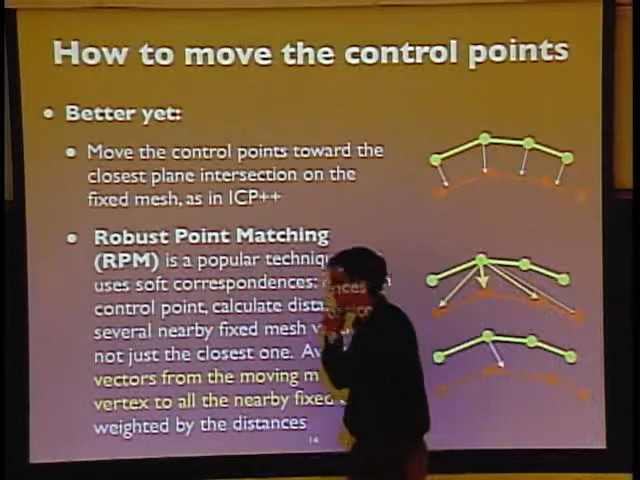 How to move the control points
• Better yet:
• Move the control points toward the
closest plane intersection on the
fixed mesh, as in ICP++
• Robust Point Matching
(RPM) is a popular
uses soft correspondences:
control point, calculate
several nearby fixed mesh
not just the closest one.
vectors from the moving
vertex to all the nearby fixed
weighted by the distances
14